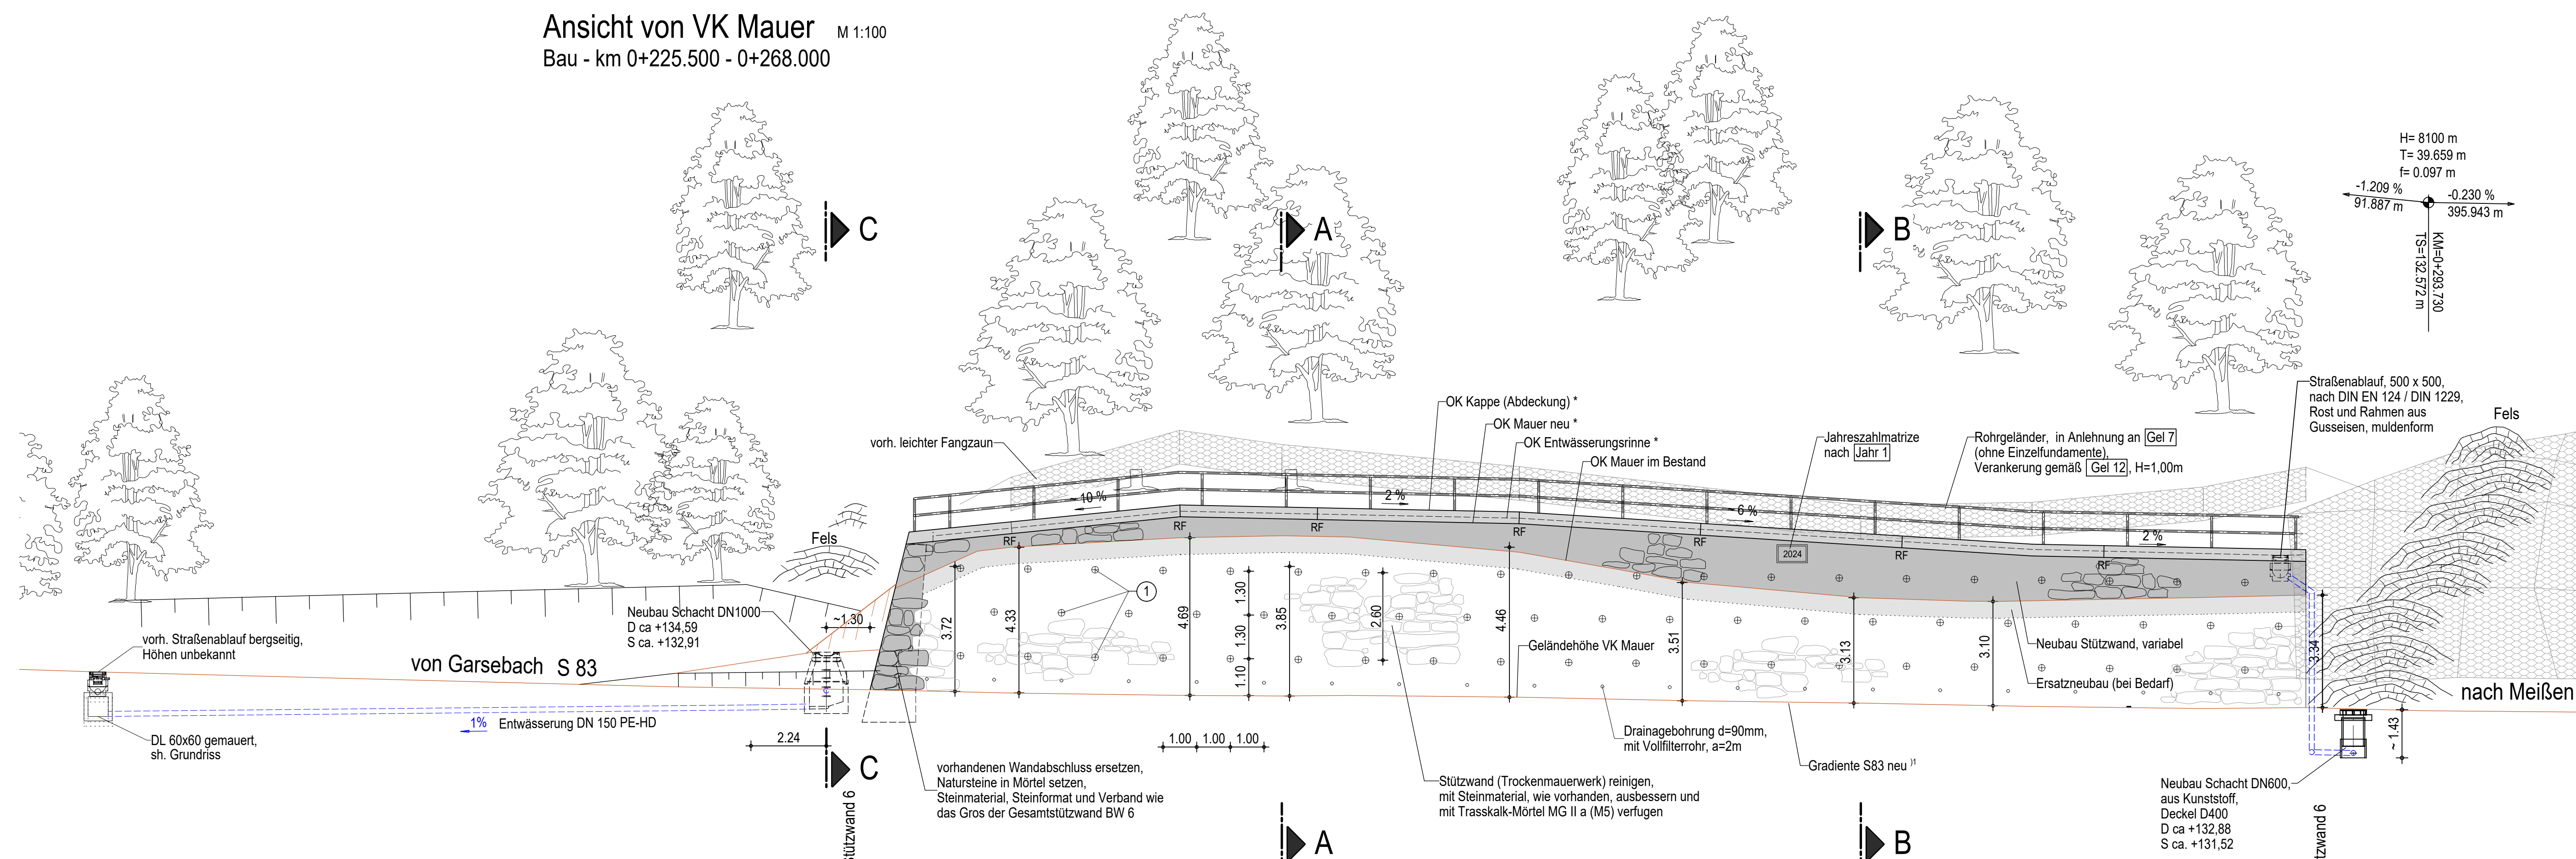 Ansicht von VK Mauer M 1:100
Bau - km 0+225.500 - 0+268.000
H= 8100 m
T= 39.659 m
f= 0.097 m
-1.209 %
91.887 m
-0.230 %
395.943 m
KM=0+293.730
TS=132.572 m
C
A
B
Straßenablauf, 500 x 500,
nach DIN EN 124 / DIN 1229,
Rost und Rahmen aus
Gusseisen, muldenform
Fels
OK Kappe (Abdeckung) *
OK Mauer neu *
OK Entwässerungsrinne *
OK Mauer im Bestand
vorh. leichter Fangzaun
Jahreszahlmatrize
nach Jahr 1
Rohrgeländer, in Anlehnung an Gel 7
(ohne Einzelfundamente),
Verankerung gemäß Gel 12, H=1,00m
~ 10 %
2 %
~ 6 %
2 %
RF
RF
RF
RF
RF
RF
2024
Fels
1
Neubau Schacht DN1000
D ca +134,59
S ca. +132,91
~1.30
3.72
4.33
4.69
1.30
1.30
1.10
3.85
2.60
4.46
3.51
3.13
3.10
3.34
vorh. Straßenablauf bergseitig,
Höhen unbekannt
von Garsebach S 83
Geländehöhe VK Mauer
Neubau Stützwand, variabel
Ersatzneubau (bei Bedarf)
nach Meißen
1% Entwässerung DN 150 PE-HD
DL 60x60 gemauert,
sh. Grundriss
2.24
1.00 1.00 1.00
~ 1.43
Drainagebohrung d=90mm,
mit Vollfilterrohr, a=2m
Gradiente S83 neu )1
C
vorhandenen Wandabschluss ersetzen,
Natursteine in Mörtel setzen,
Steinmaterial, Steinformat und Verband wie
das Gros der Gesamtstützwand BW 6
Stützwand (Trockenmauerwerk) reinigen,
mit Steinmaterial, wie vorhanden, ausbessern und
mit Trasskalk-Mörtel MG II a (M5) verfugen
Neubau Schacht DN600,
aus Kunststoff,
Deckel D400
D ca +132,88
S ca. +131,52
tützwand 6
A
B
tzwand 6